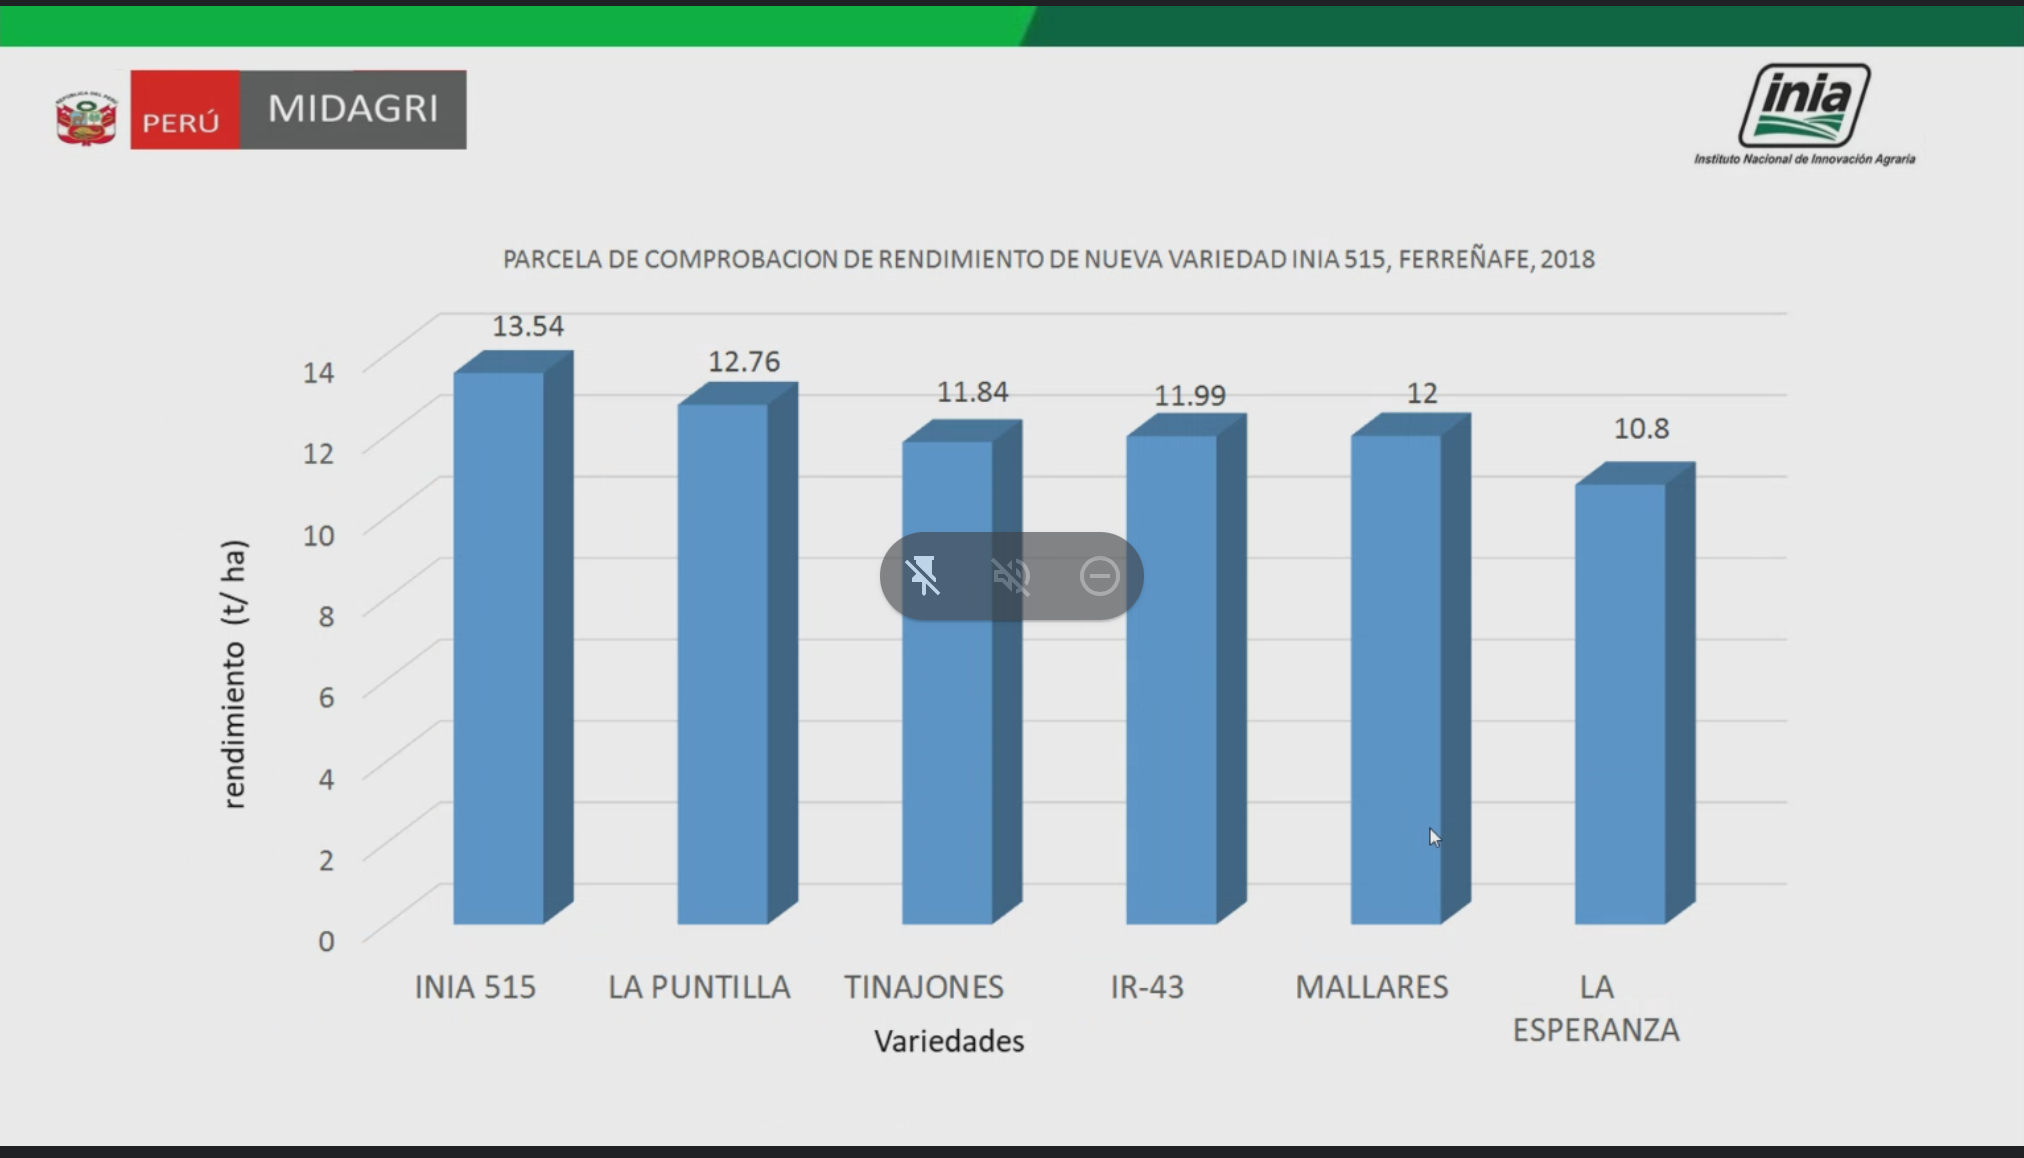 PERÚ
MIDAGRI
inia
Instituto Nacional de Innovación Agraria
PARCELA DE COMPROBACION DE RENDIMIENTO DE NUEVA VARIEDAD INIA 515, FERREÑAFE, 2018
13.54
12.76
11.84
11.99
12
10.8
14
12
10
8
6
4
2
0
rendimiento (t/ ha)
INIA 515
LA PUNTILLA
TINAJONES
IR-43
MALLARES
LA
ESPERANZA
Variedades